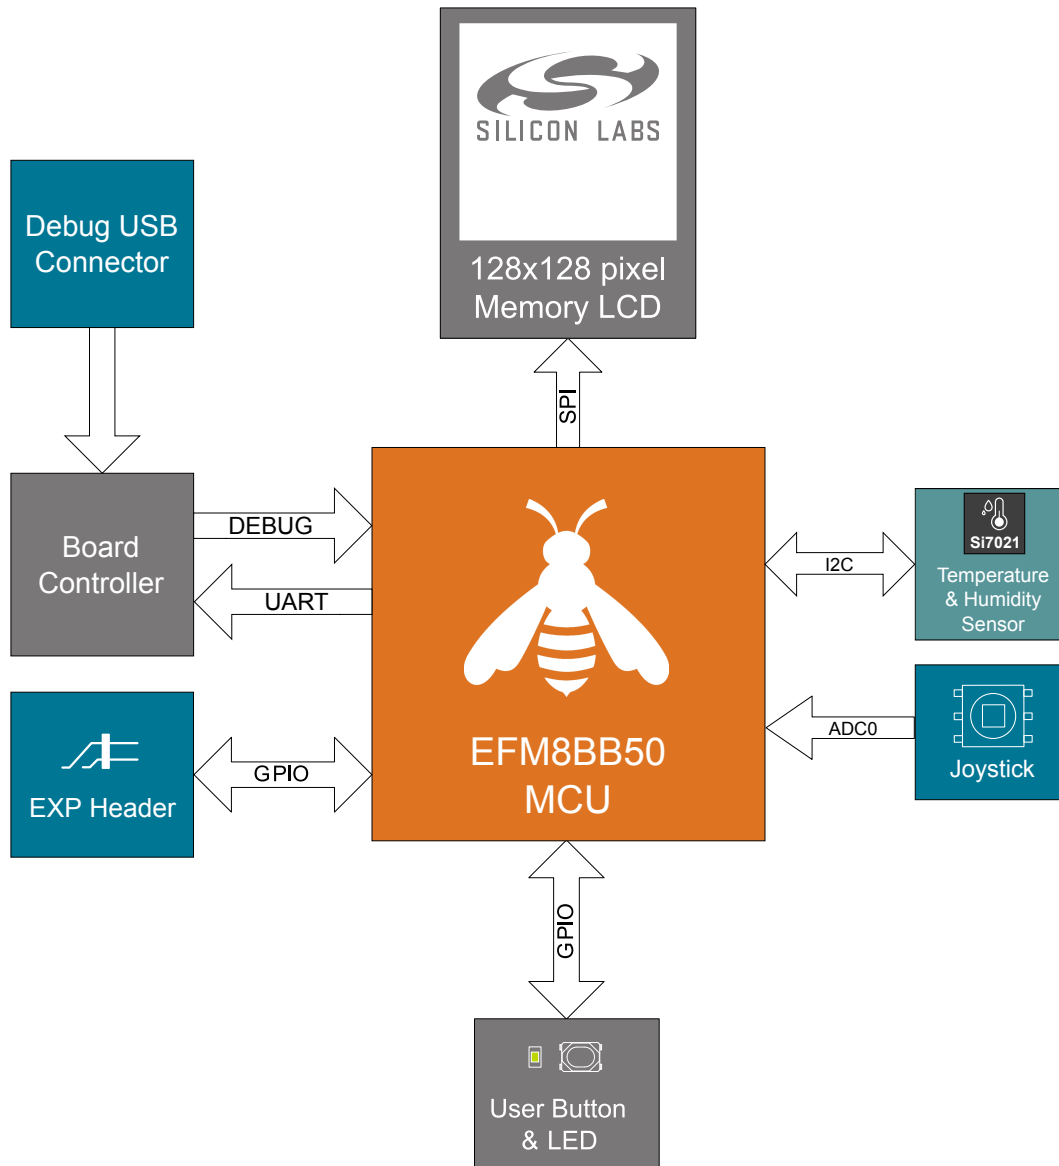 SILICON LABS
128x128 pixel
Memory LCD
Debug USB
Connector
SPI
Board
Controller
DEBUG
UART
EFM8BB50
MCU
I2C
Si7021
Temperature
& Humidity
Sensor
ADC0
Joystick
GPIO
EXP Header
GPIO
User Button
& LED